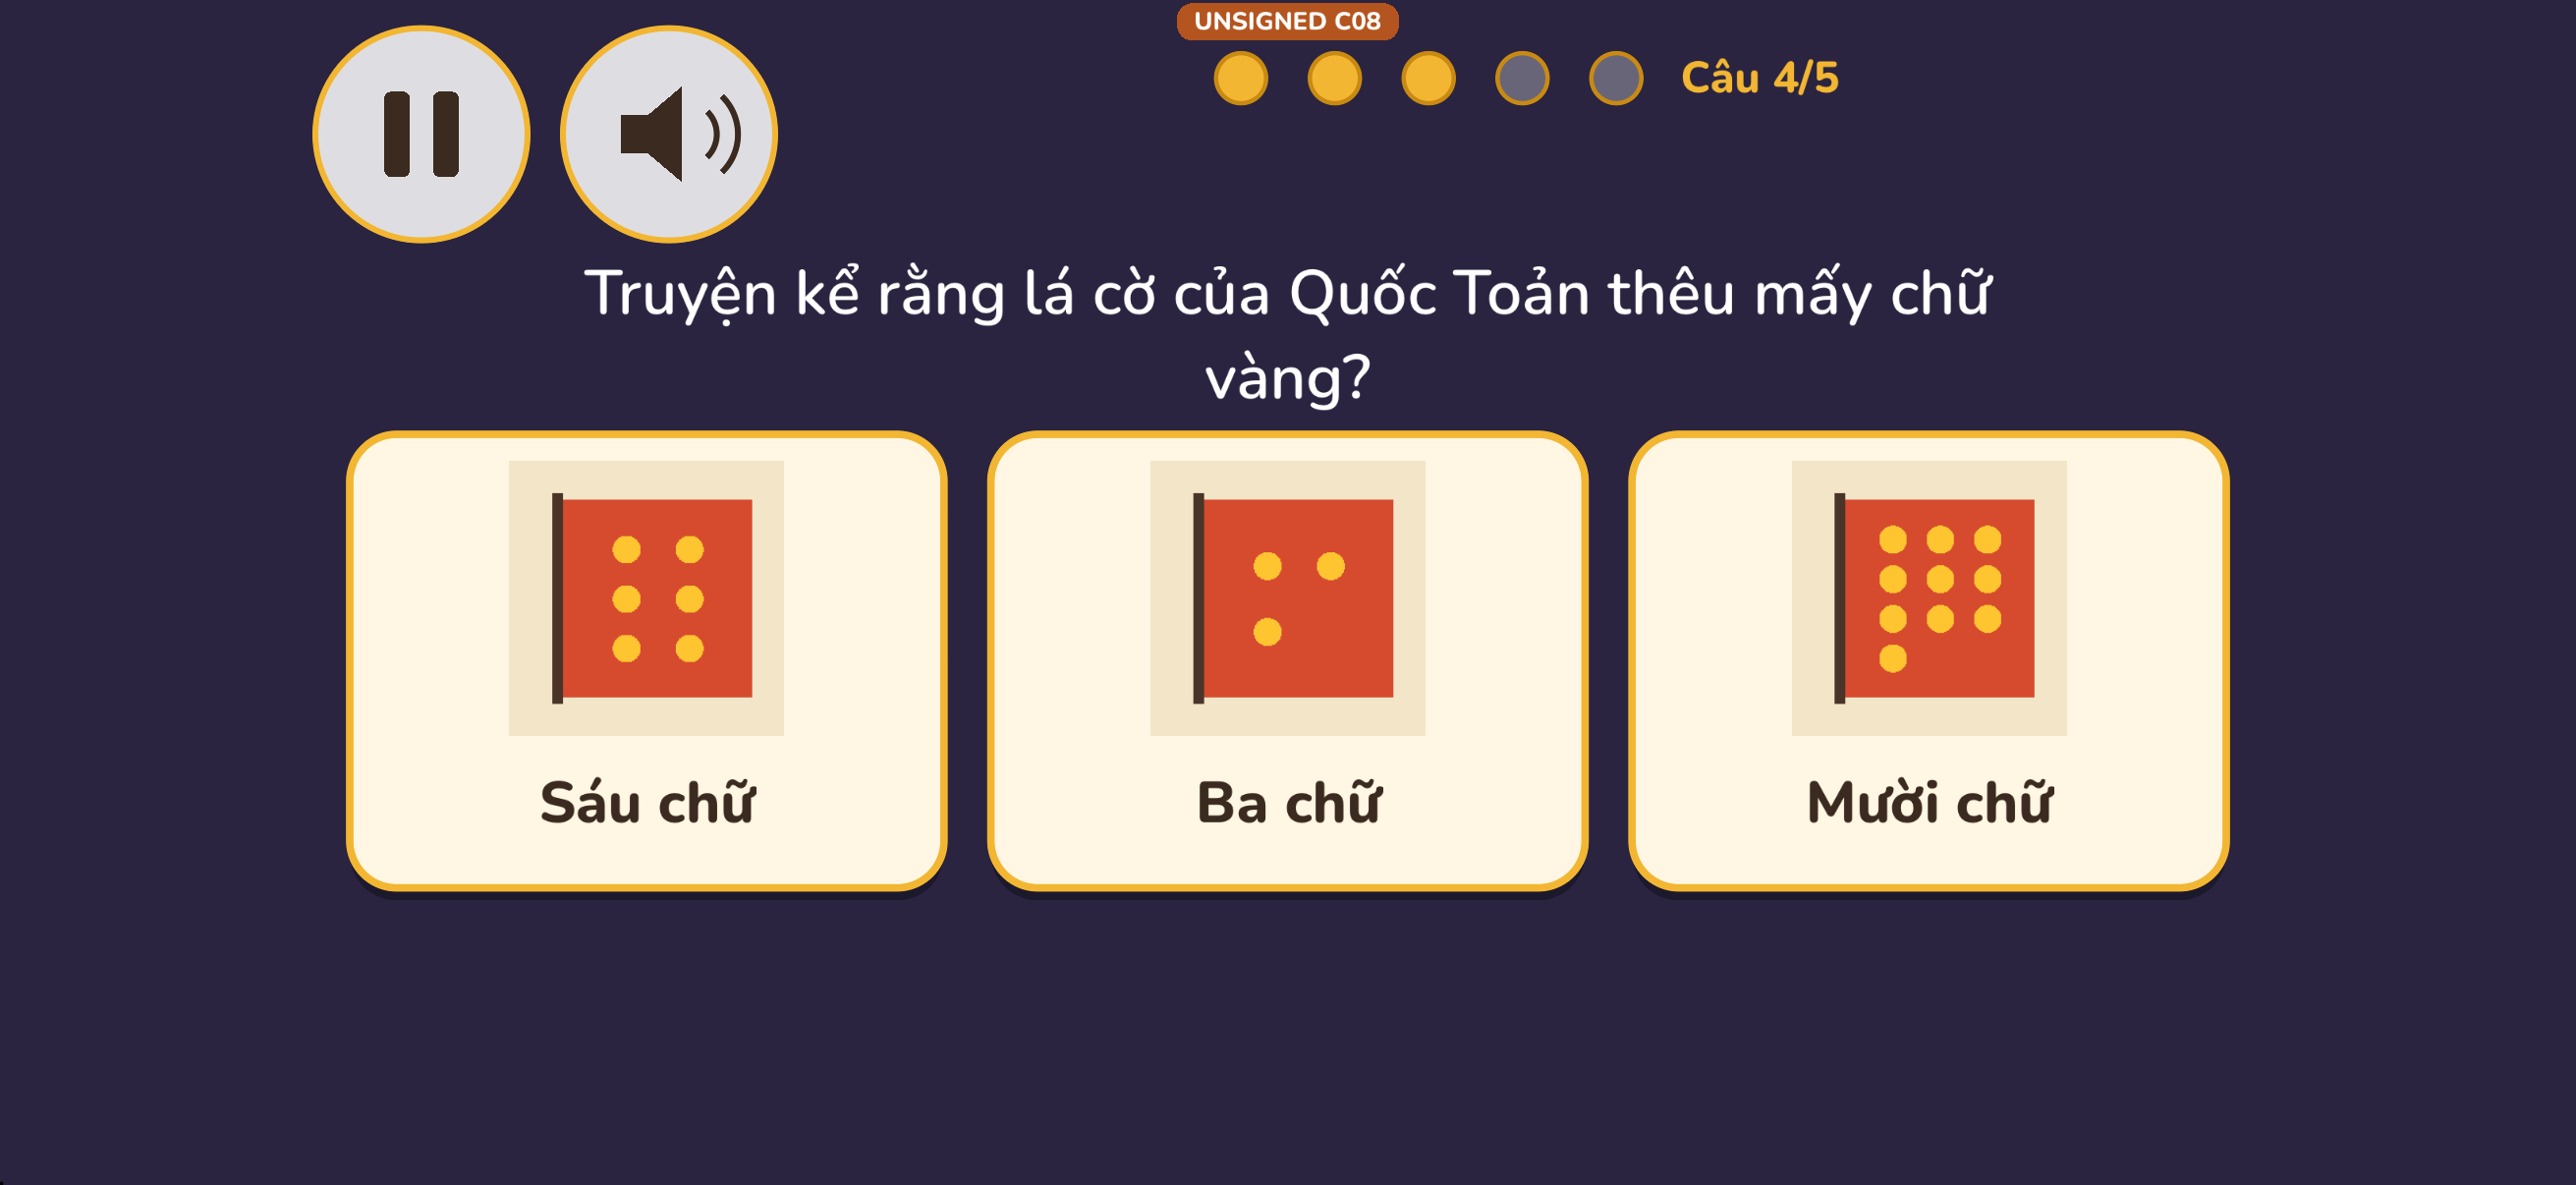 UNSIGNED C08
Câu 4/5
Truyện kể rằng lá cờ của Quốc Toản thêu mấy chữ
vàng?
Sáu chữ
Ba chữ
Mười chữ